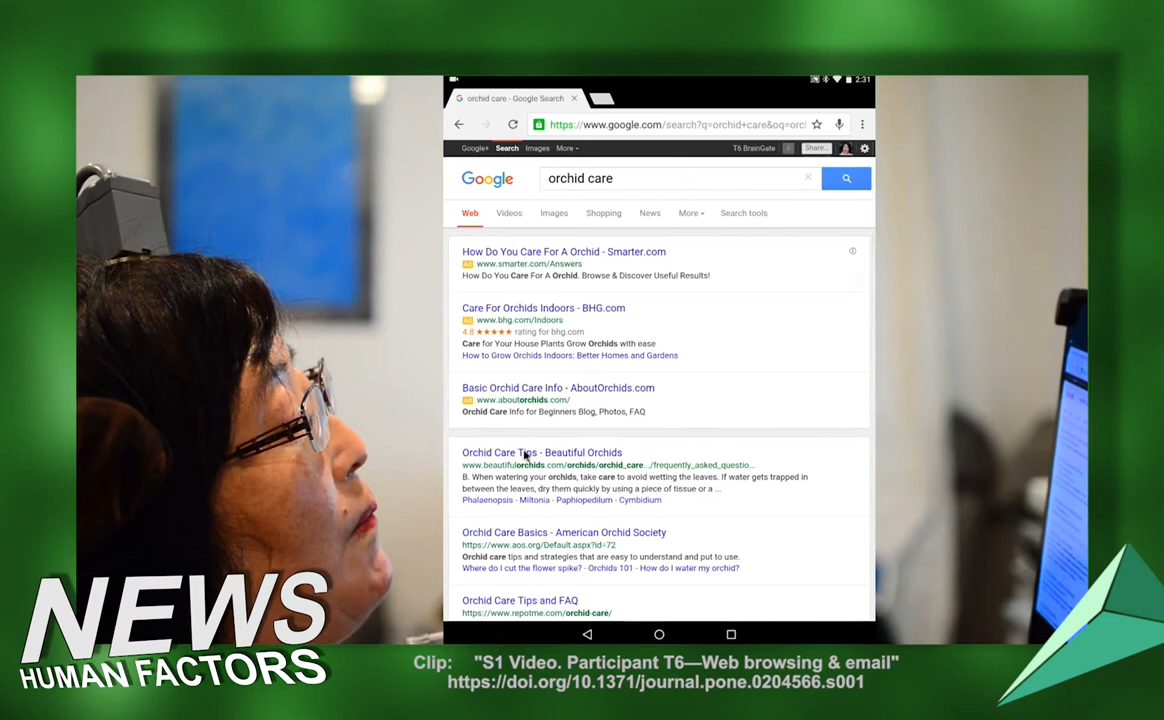 2:31
orchid care - Google Search
https://www.google.com/search?q=orchid+care&oq=orcl
Google+ Search Images More
T6 BrainGate
Share...
Google
orchid care
Web Videos Images Shopping News More Search tools
How Do You Care For A Orchid - Smarter.com
Ad www.smarter.com/Answers
How Do You Care For A Orchid. Browse & Discover Useful Results!
Care For Orchids Indoors - BHG.com
Ad www.bhg.com/Indoors
4.8 ★★★★★ rating for bhg.com
Care for Your House Plants Grow Orchids with ease
How to Grow Orchids Indoors: Better Homes and Gardens
Basic Orchid Care Info - AboutOrchids.com
Ad www.aboutorchids.com/
Orchid Care Info for Beginners Blog, Photos, FAQ
Orchid Care Tips - Beautiful Orchids
www.beautifulorchids.com/orchids/orchid_care.../frequently_asked_questio...
B. When watering your orchids, take care to avoid wetting the leaves. If water gets trapped in
between the leaves, dry them quickly by using a piece of tissue or a ...
Phalaenopsis - Miltonia - Paphiopedilum - Cymbidium
Orchid Care Basics - American Orchid Society
https://www.aos.org/Default.aspx?id=72
Orchid care tips and strategies that are easy to understand and put to use.
Where do I cut the flower spike? - Orchids 101 - How do I water my orchid?
Orchid Care Tips and FAQ
https://www.repotme.com/orchid-care/
NEWS
HUMAN FACTORS
Clip: "S1 Video. Participant T6—Web browsing & email"
https://doi.org/10.1371/journal.pone.0204566.s001